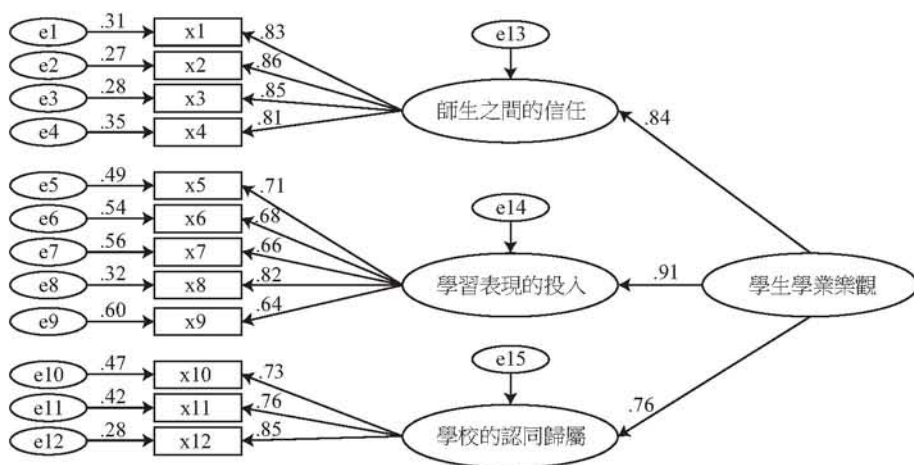 e1 .31 x1 .83
e2 .27 x2 .86
e3 .28 x3 .85
e4 .35 x4 .81
e13
師生之間的信任
.84
e5 .49 x5 .71
e6 .54 x6 .68
e7 .56 x7 .66
e8 .32 x8 .82
e9 .60 x9 .64
e14
學習表現的投入
.91
學生學業樂觀
e10 .47 x10 .73
e11 .42 x11 .76
e12 .28 x12 .85
e15
學校的認同歸屬
.76